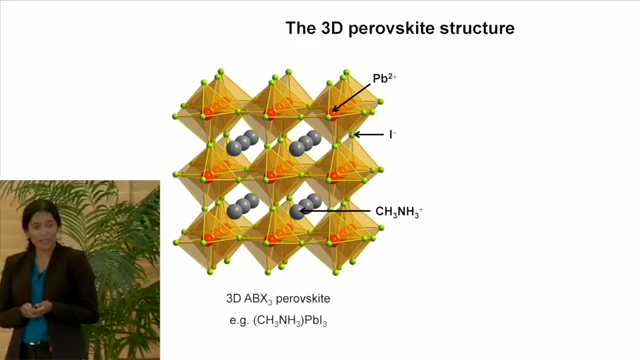 The 3D perovskite structure
Pb²⁺
I⁻
CH₃NH₃⁺
3D ABX₃ perovskite
e.g. (CH₃NH₃)PbI₃